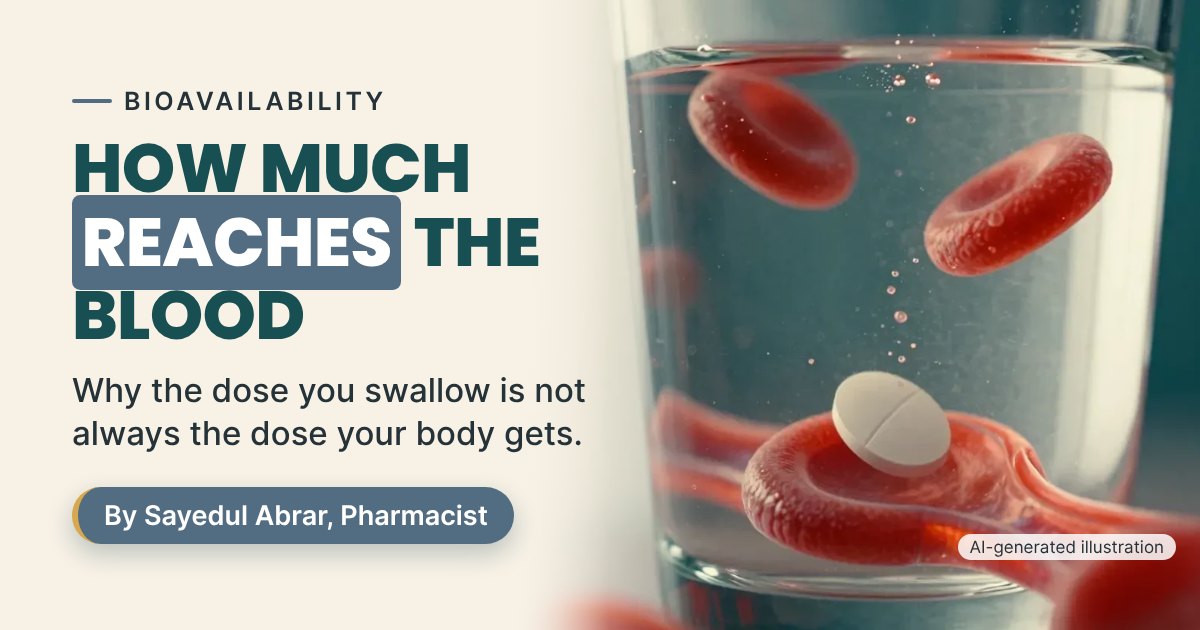 BIOAVAILABILITY
HOW MUCH
REACHES THE
BLOOD
Why the dose you swallow is not
always the dose your body gets.
By Sayedul Abrar, Pharmacist
AI-generated illustration